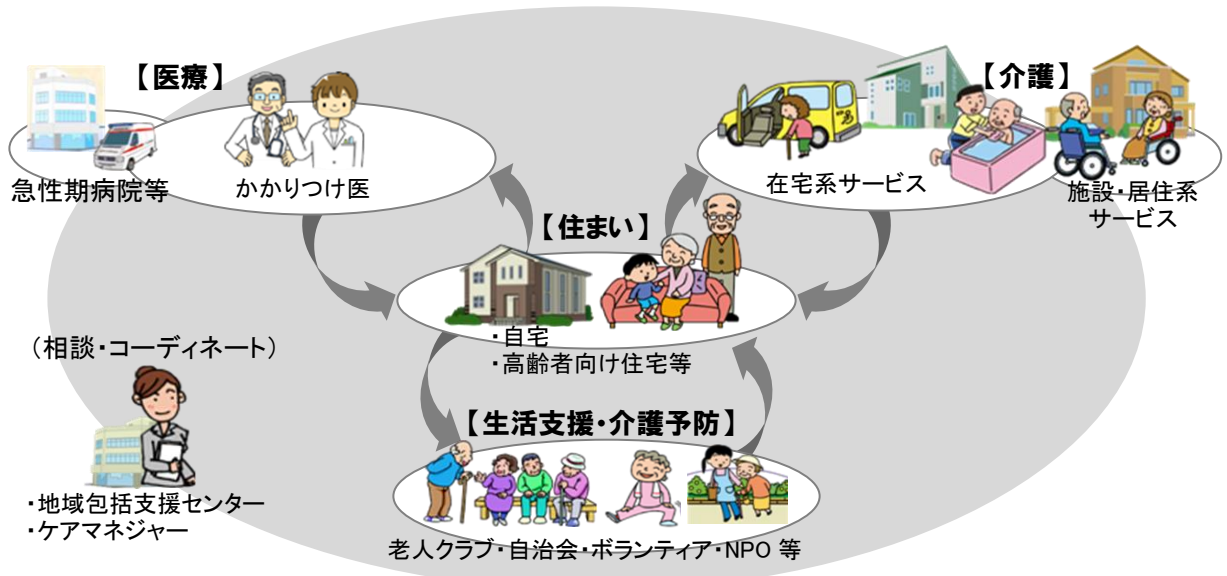 【医療】
急性期病院等
かかりつけ医
【介護】
在宅系サービス
施設・居住系
サービス
【住まい】
・自宅
・高齢者向け住宅等
（相談・コーディネート）
・地域包括支援センター
・ケアマネジャー
【生活支援・介護予防】
老人クラブ・自治会・ボランティア・NPO 等